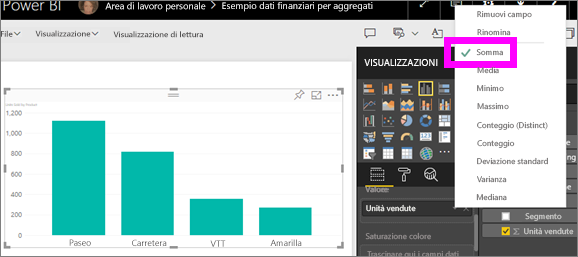 Power BI
Area di lavoro personale > Esempio dati finanziari per aggregati
Visualizzazione
Visualizzazione di lettura
1,200
1,000
800
600
400
200
0
Paseo Carretera VTT Amarilla
VISUALIZZAZIONI
Valore
Unità vendute
Saturazione colore
Trascinare qui i campi dati
Rimuovi campo
Rinomina
Somma
Media
Minimo
Massimo
Conteggio (Distinct)
Conteggio
Deviazione standard
Varianza
Mediana
Segmento
Σ Unità vendute